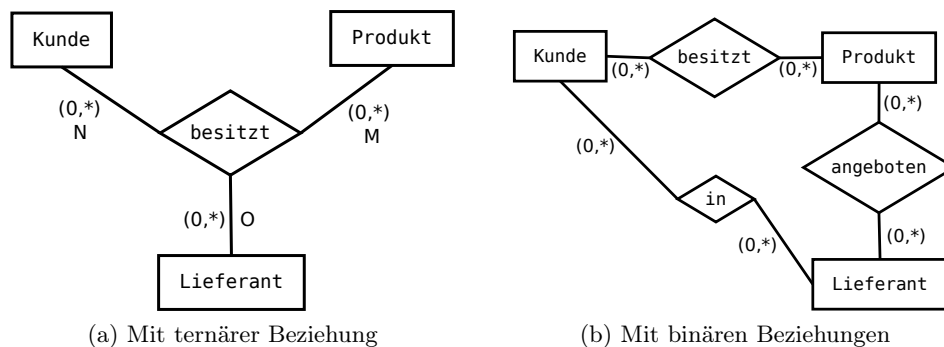 Kunde
Produkt
(0,*)
N
besitzt
(0,*)
M
(0,*) O
Lieferant
(a) Mit ternärer Beziehung
Kunde
(0,*)
besitzt
(0,*)
Produkt
(0,*)
(0,*)
angeboten
in
(0,*)
(0,*)
Lieferant
(b) Mit binären Beziehungen